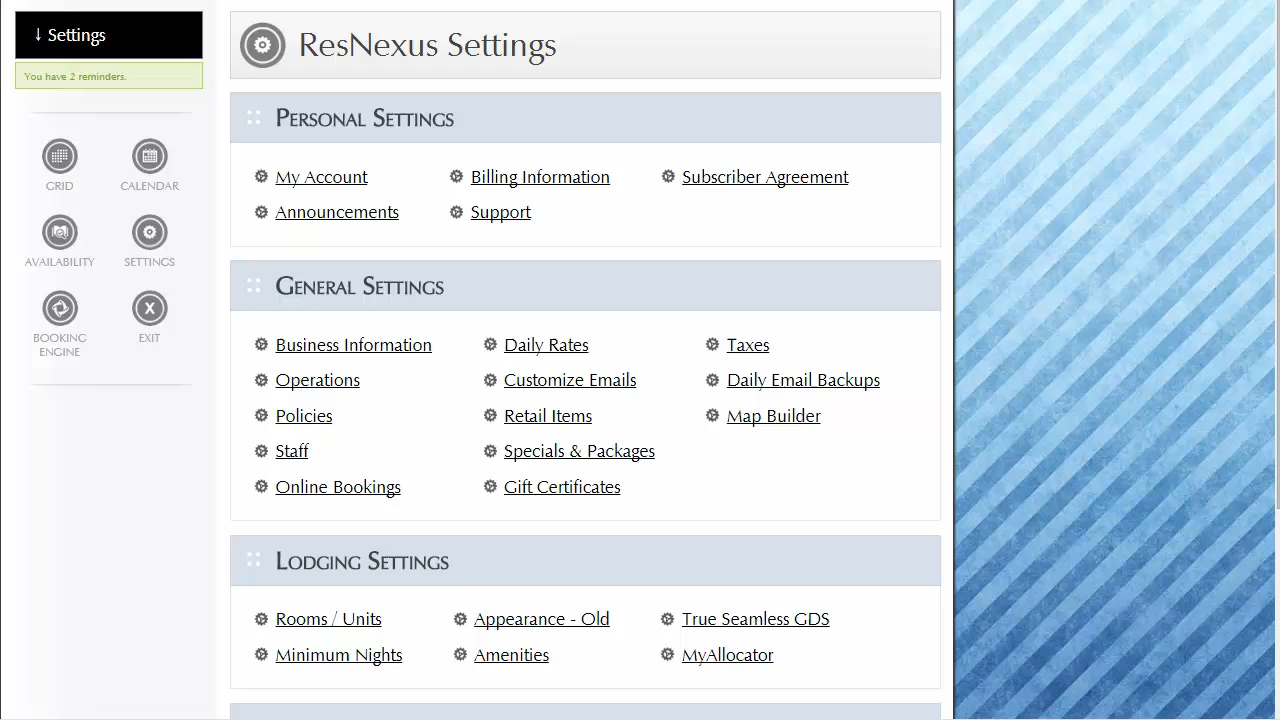 ↓ Settings
You have 2 reminders.
GRID
CALENDAR
AVAILABILITY
SETTINGS
BOOKING
ENGINE
X
EXIT
ResNexus Settings
Personal Settings
My Account
Billing Information
Subscriber Agreement
Announcements
Support
General Settings
Business Information
Daily Rates
Taxes
Operations
Customize Emails
Daily Email Backups
Policies
Retail Items
Map Builder
Staff
Specials & Packages
Online Bookings
Gift Certificates
Lodging Settings
Rooms / Units
Appearance - Old
True Seamless GDS
Minimum Nights
Amenities
MyAllocator